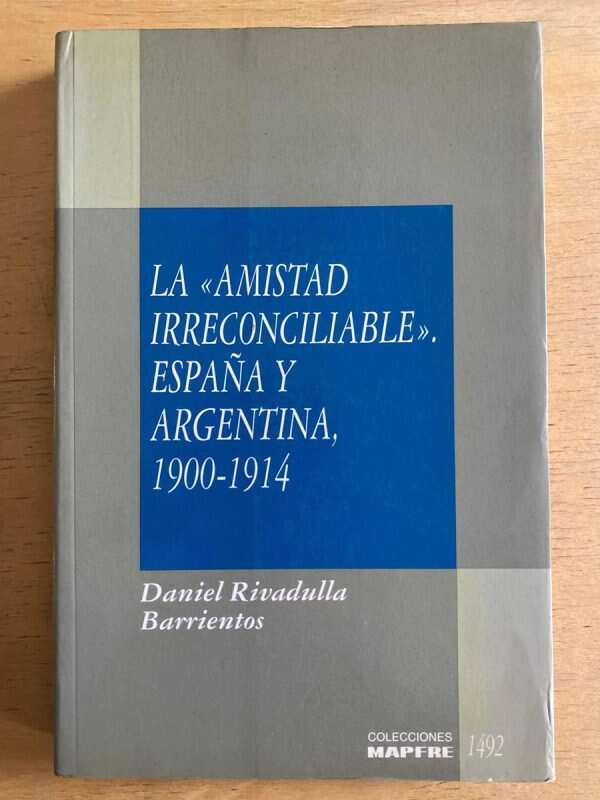 LA «AMISTAD
IRRECONCILIABLE».
ESPAÑA Y
ARGENTINA,
1900-1914
Daniel Rivadulla
Barrientos
COLECCIONES
MAPFRE 1492